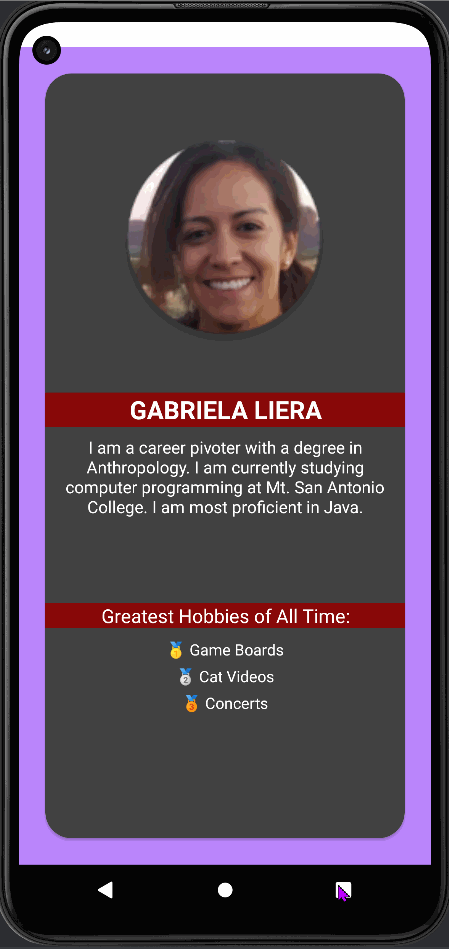 GABRIELA LIERA
I am a career pivoter with a degree in
Anthropology. I am currently studying
computer programming at Mt. San Antonio
College. I am most proficient in Java.
Greatest Hobbies of All Time:
🥇 Game Boards
🥈 Cat Videos
🥉 Concerts